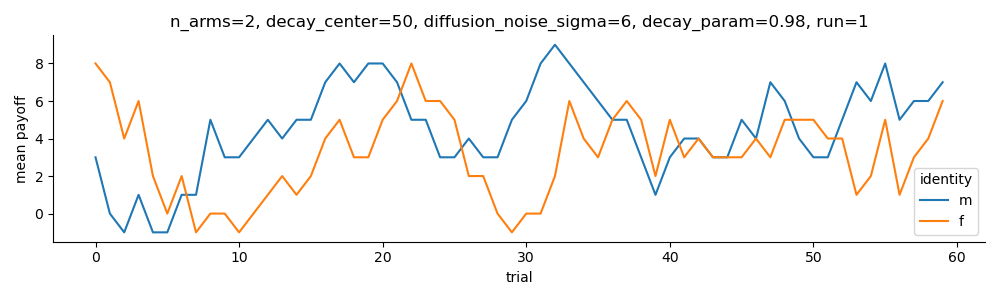 n_arms=2, decay_center=50, diffusion_noise_sigma=6, decay_param=0.98, run=1
mean payoff
8
6
4
2
0
0
10
20
30
40
50
60
trial
identity
m
f